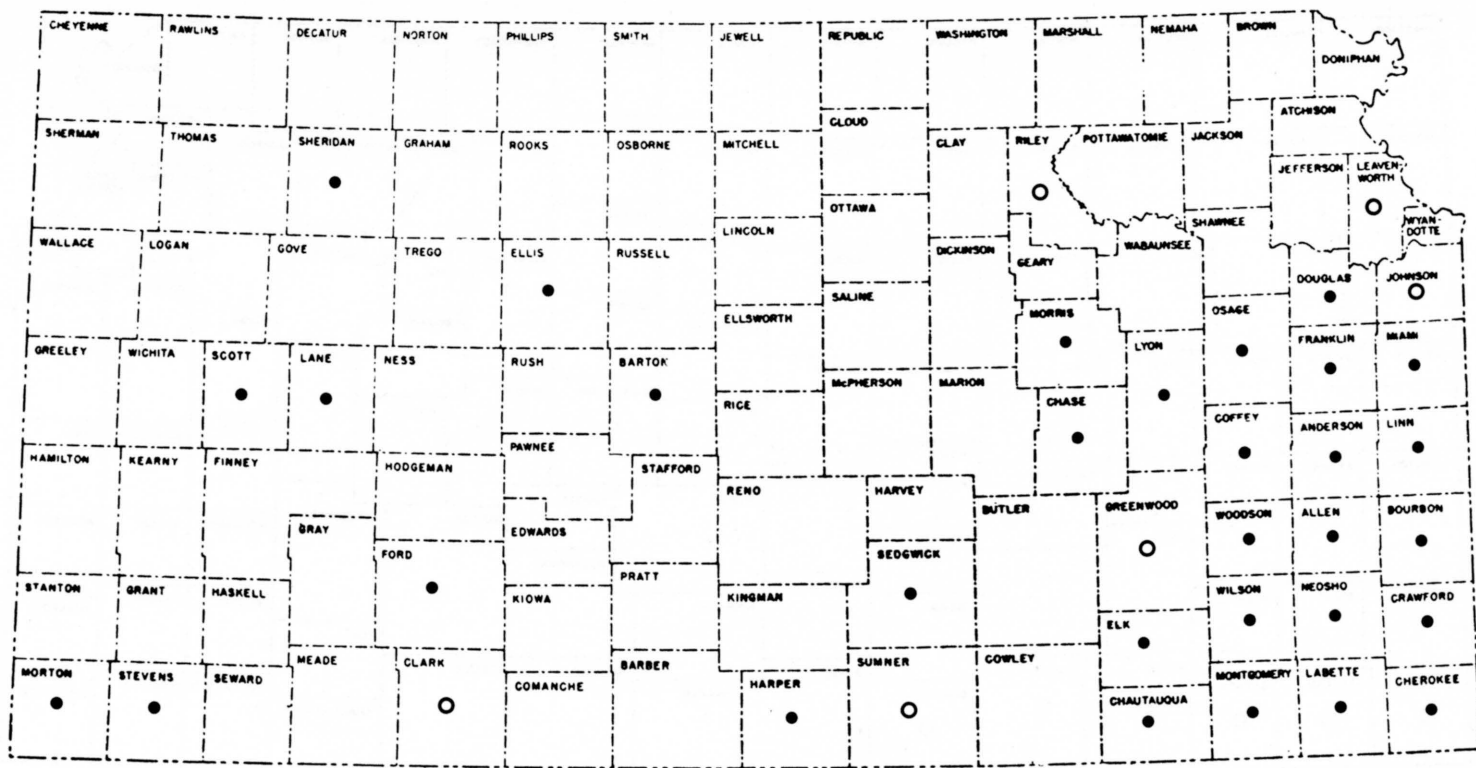 CHEYENNE
RAWLINS
DECATUR
NORTON
PHILLIPS
SMITH
JEWELL
REPUBLIC
WASHINGTON
MARSHALL
NEMAHA
BROWN
DONIPHAN
SHERMAN
THOMAS
SHERIDAN
GRAHAM
ROOKS
OSBORNE
MITCHELL
CLOUD
CLAY
RILEY
POTTAWATOMIE
JACKSON
ATCHISON
JEFFERSON
LEAVEN
WORTH
WYAN-
DOTTE
WALLACE
LOGAN
GOVE
TREGO
ELLIS
RUSSELL
LINCOLN
OTTAWA
DICKINSON
GEARY
WABAUNSEE
SHAWNEE
DOUGLAS
JOHNSON
ELLSWORTH
SALINE
MORRIS
OSAGE
FRANKLIN
MIAMI
GREELEY
WICHITA
SCOTT
LANE
NESS
RUSH
BARTON
RICE
McPHERSON
MARION
CHASE
LYON
COFFEY
ANDERSON
LINN
HAMILTON
KEARNY
FINNEY
HODGEMAN
PAWNEE
STAFFORD
RENO
HARVEY
BUTLER
GREENWOOD
WOODSON
ALLEN
BOURBON
GRAY
FORD
EDWARDS
SEDGWICK
STANTON
GRANT
HASKELL
KIOWA
PRATT
KINGMAN
ELK
WILSON
NEOSHO
CRAWFORD
MORTON
STEVENS
SEWARD
MEADE
CLARK
COMANCHE
BARBER
HARPER
SUMNER
COWLEY
CHAUTAUQUA
MONTGOMERY
LABETTE
CHEROKEE